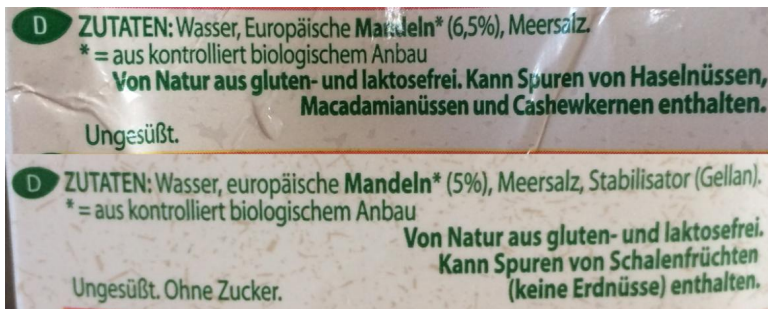 D ZUTATEN: Wasser, Europäische Mandeln* (6,5%), Meersalz.
* = aus kontrolliert biologischem Anbau
Von Natur aus gluten- und laktosefrei. Kann Spuren von Haselnüssen,
Macadamianüssen und Cashewkernen enthalten.
Ungesüßt.
D ZUTATEN: Wasser, europäische Mandeln* (5%), Meersalz, Stabilisator (Gellan).
* = aus kontrolliert biologischem Anbau
Von Natur aus gluten- und laktosefrei.
Kann Spuren von Schalenfrüchten
Ungesüßt. Ohne Zucker. (keine Erdnüsse) enthalten.